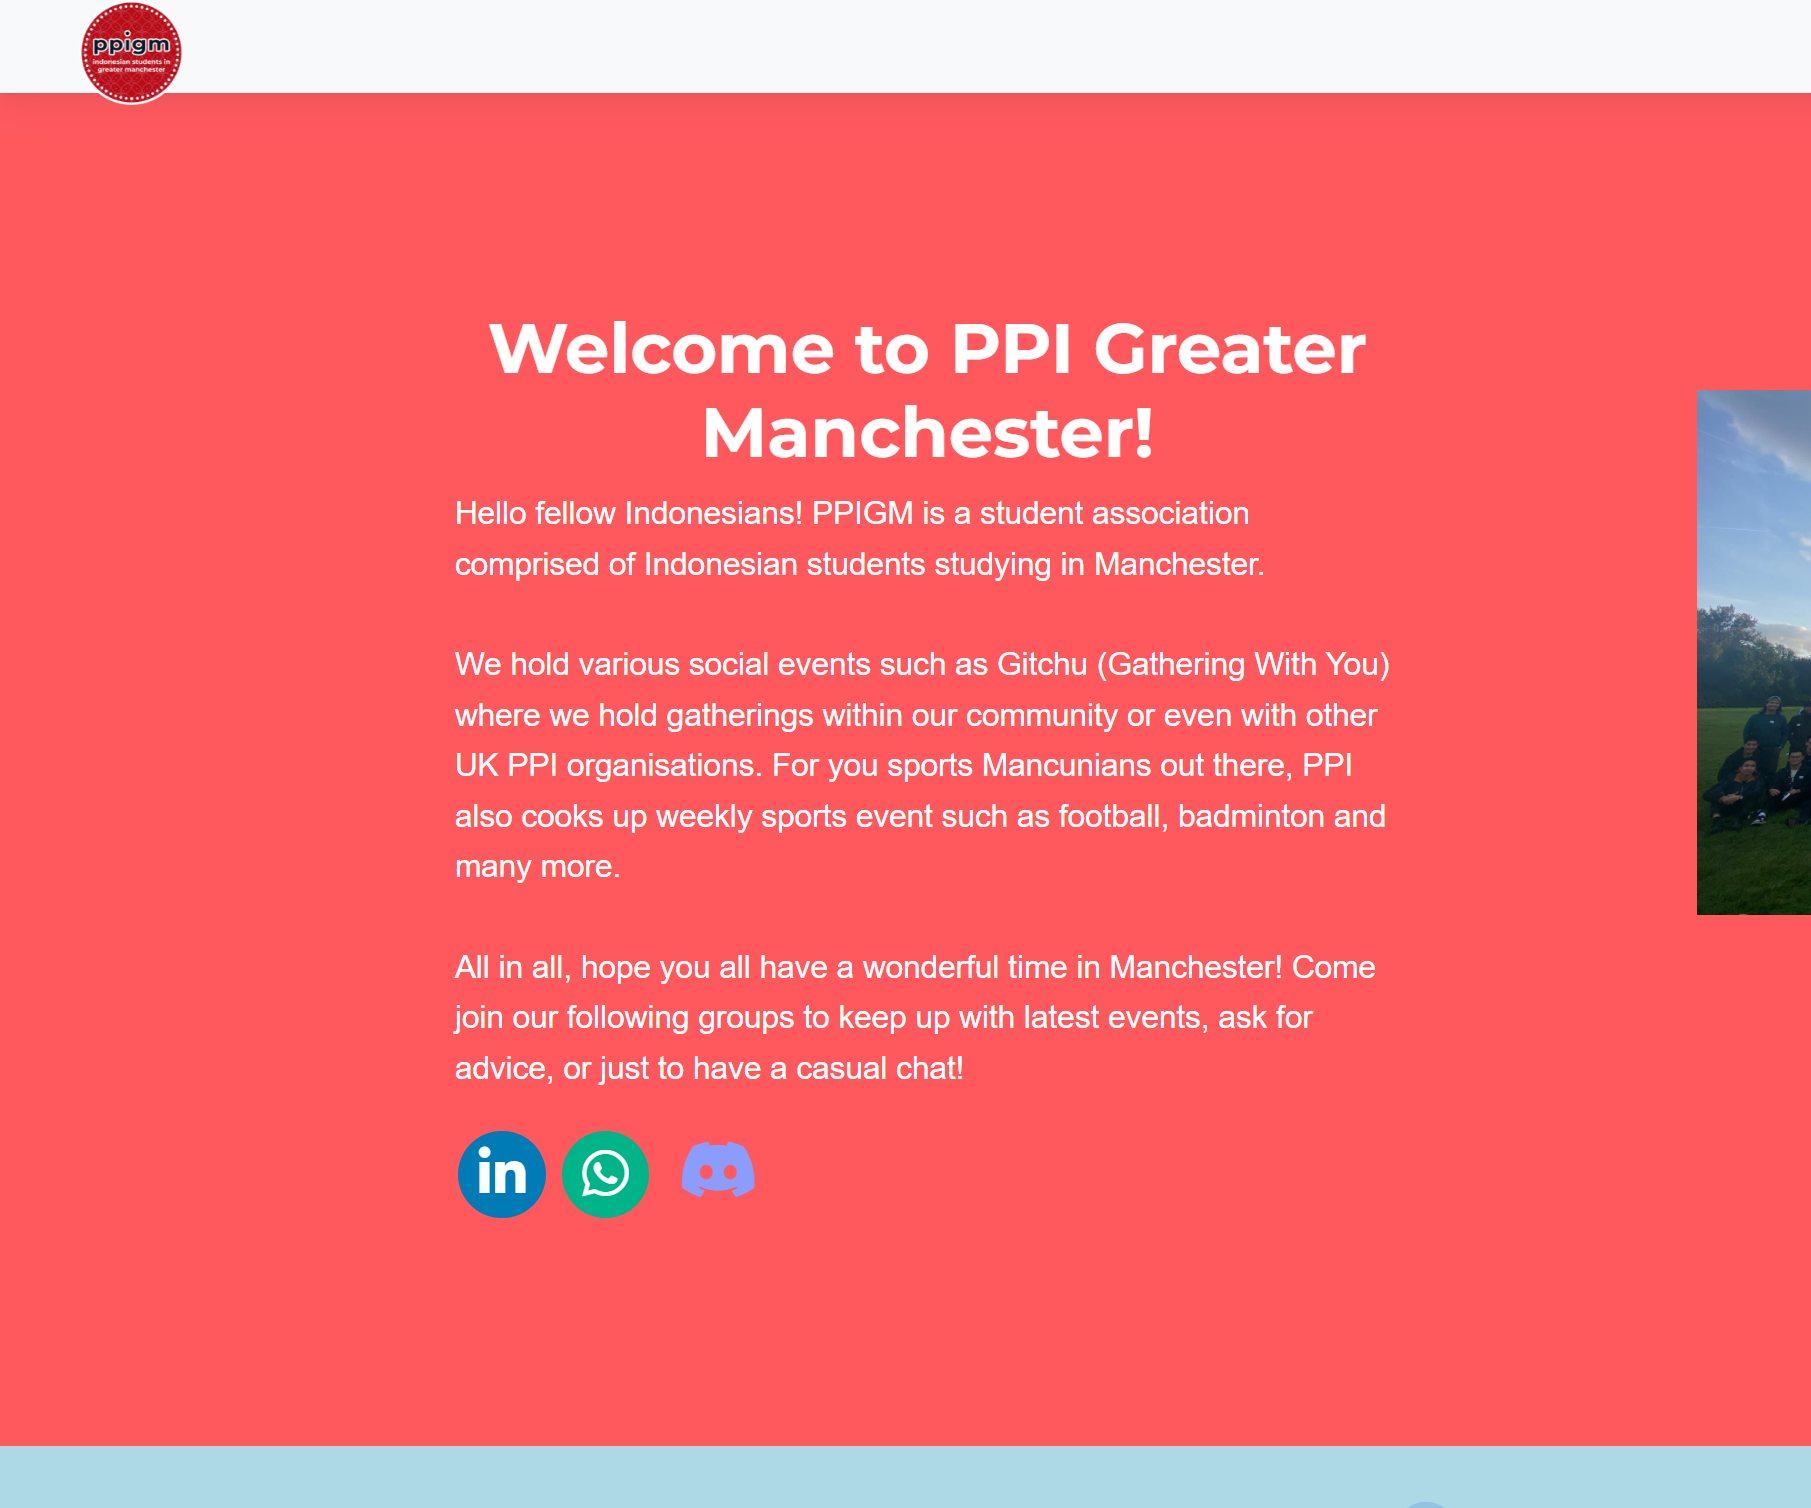 ppigm
indonesian students in
greater manchester
Welcome to PPI Greater
Manchester!
Hello fellow Indonesians! PPIGM is a student association
comprised of Indonesian students studying in Manchester.
We hold various social events such as Gitchu (Gathering With You)
where we hold gatherings within our community or even with other
UK PPI organisations. For you sports Mancunians out there, PPI
also cooks up weekly sports event such as football, badminton and
many more.
All in all, hope you all have a wonderful time in Manchester! Come
join our following groups to keep up with latest events, ask for
advice, or just to have a casual chat!
in